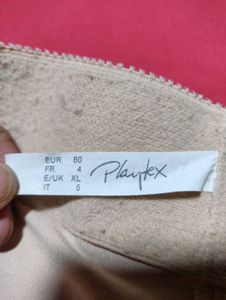 EUR 80
FR. 4
E/UK XL
IT 5
Playtex